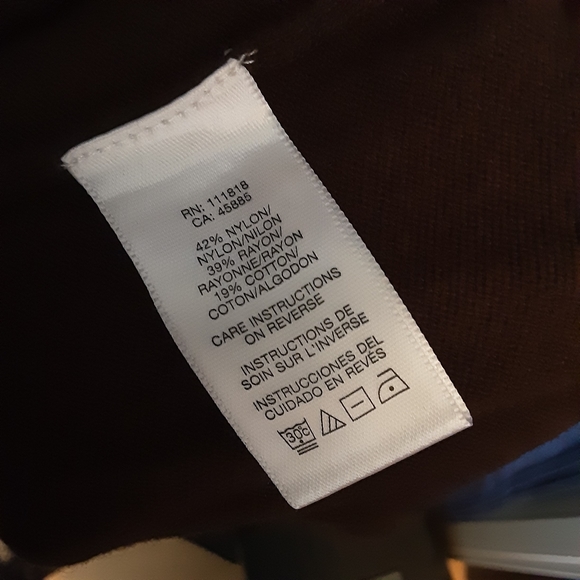 RN: 111818
CA: 45885
42% NYLON/
NYLON/NILON
39% RAYON/
RAYONNE/RAYON
19% COTTON/
COTON/ALGODON
CARE INSTRUCTIONS
ON REVERSE
INSTRUCTIONS DE
SOIN SUR L'INVERSE
INSTRUCCIONES DEL
CUIDADO EN REVÉS
30°C